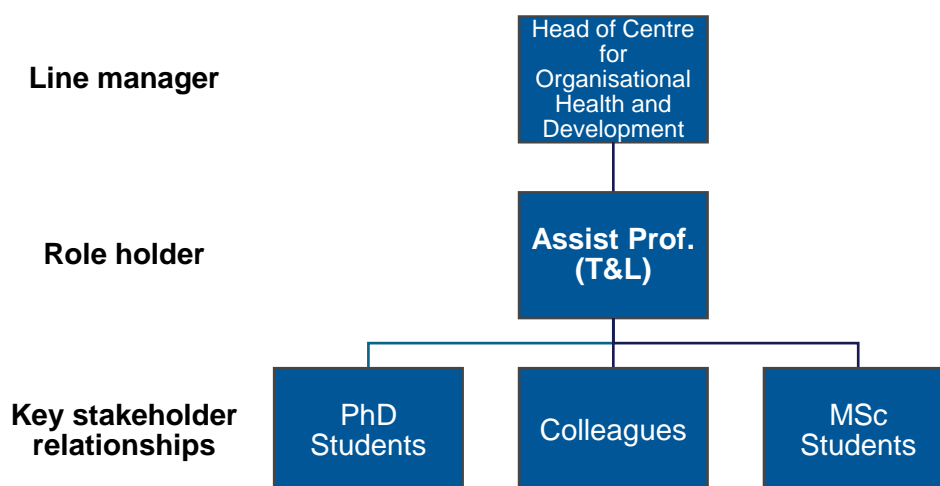 Head of Centre
for
Organisational
Health and
Development
Line manager
Assist Prof.
(T&L)
Role holder
PhD
Students
Colleagues
MSc
Students
Key stakeholder
relationships